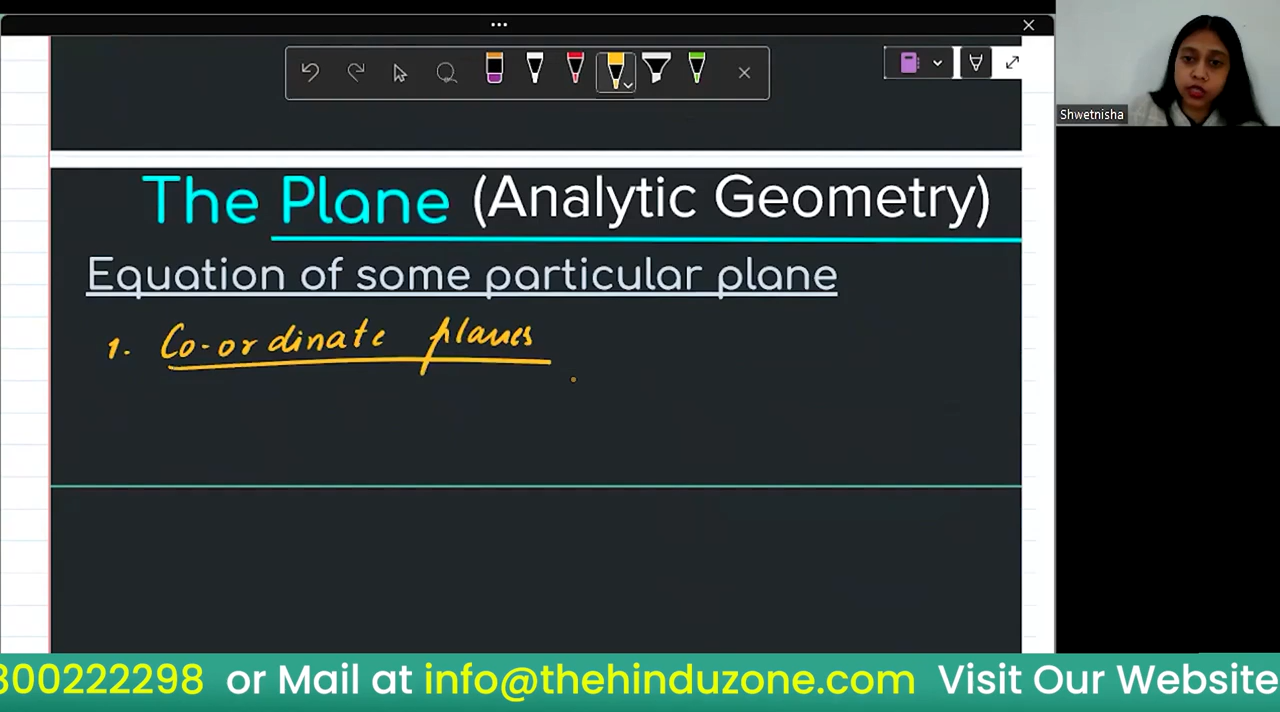 Shwetnisha
The Plane (Analytic Geometry)
Equation of some particular plane
1. Co-ordinate planes
300222298 or Mail at info@thehinduzone.com Visit Our Website